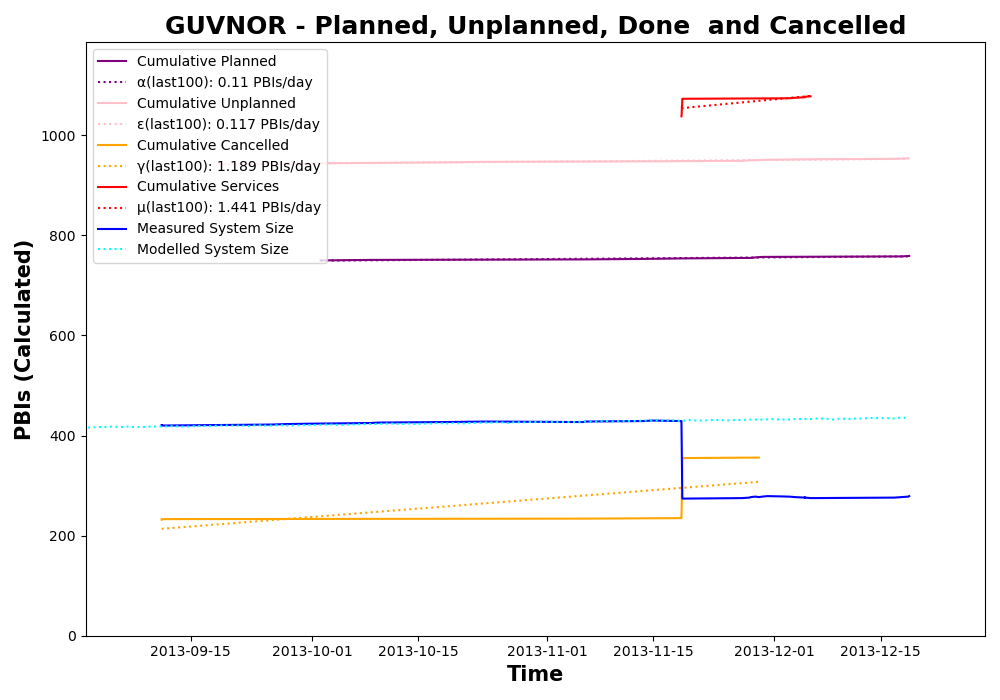 GUVNOR - Planned, Unplanned, Done  and Cancelled
Cumulative Planned
α(last100): 0.11 PBIs/day
Cumulative Unplanned
ε(last100): 0.117 PBIs/day
Cumulative Cancelled
γ(last100): 1.189 PBIs/day
Cumulative Services
μ(last100): 1.441 PBIs/day
Measured System Size
Modelled System Size
PBIs (Calculated)
1000
800
600
400
200
0
2013-09-15
2013-10-01
2013-10-15
2013-11-01
2013-11-15
2013-12-01
2013-12-15
Time